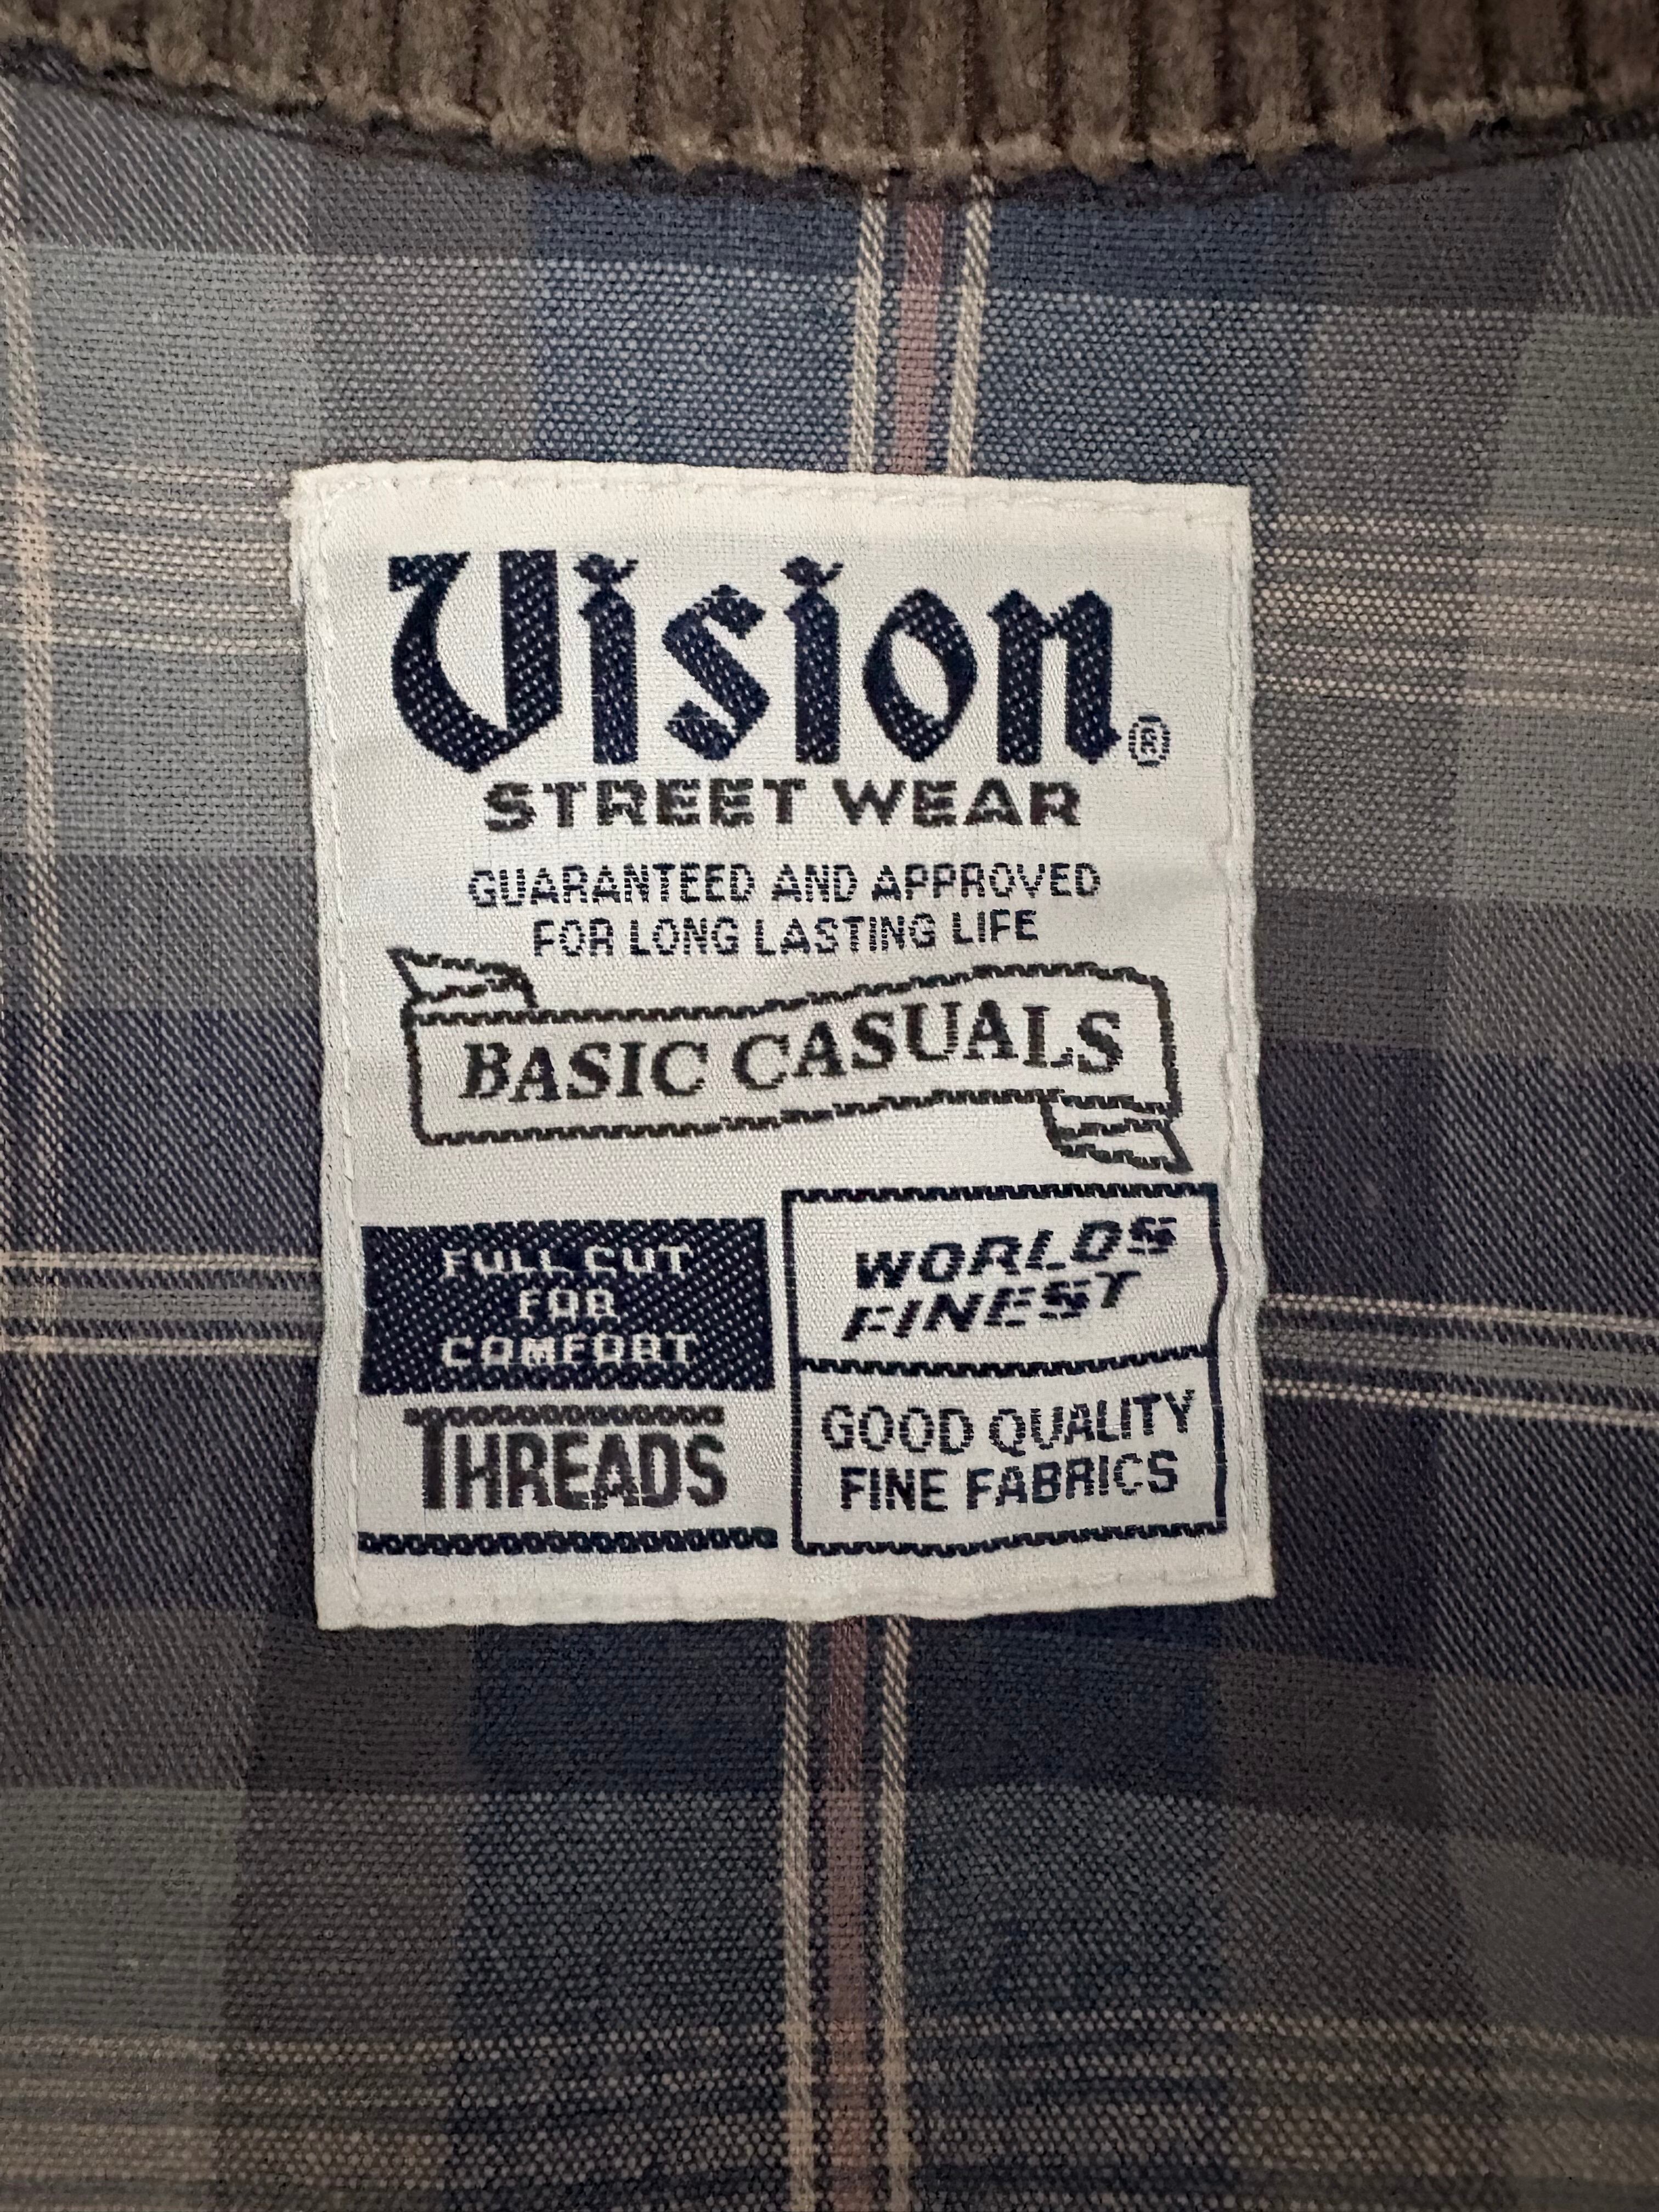 Vision®
STREET WEAR
GUARANTEED AND APPROVED
FOR LONG LASTING LIFE
BASIC CASUALS
FULL CUT
FOR
COMFORT
THREADS
WORLDS
FINEST
GOOD QUALITY
FINE FABRICS